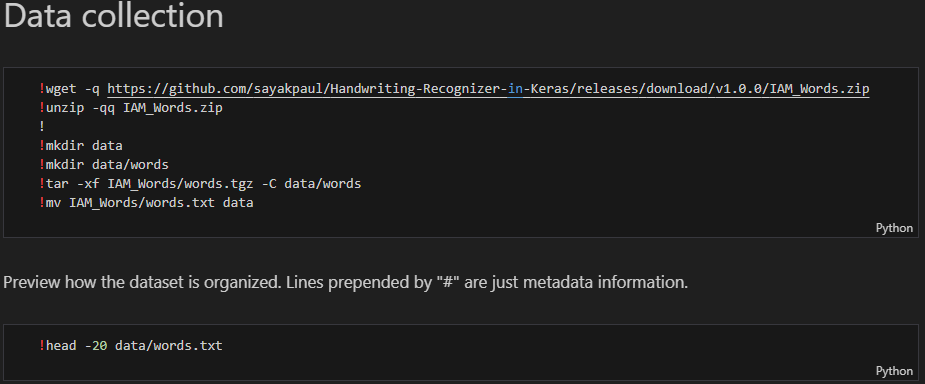 Data collection
!wget -q https://github.com/sayakpaul/Handwriting-Recognizer-in-Keras/releases/download/v1.0.0/IAM_Words.zip
!unzip -qq IAM_Words.zip
!
!mkdir data
!mkdir data/words
!tar -xf IAM_Words/words.tgz -C data/words
!mv IAM_Words/words.txt data
Python
Preview how the dataset is organized. Lines prepended by "#" are just metadata information.
!head -20 data/words.txt
Python